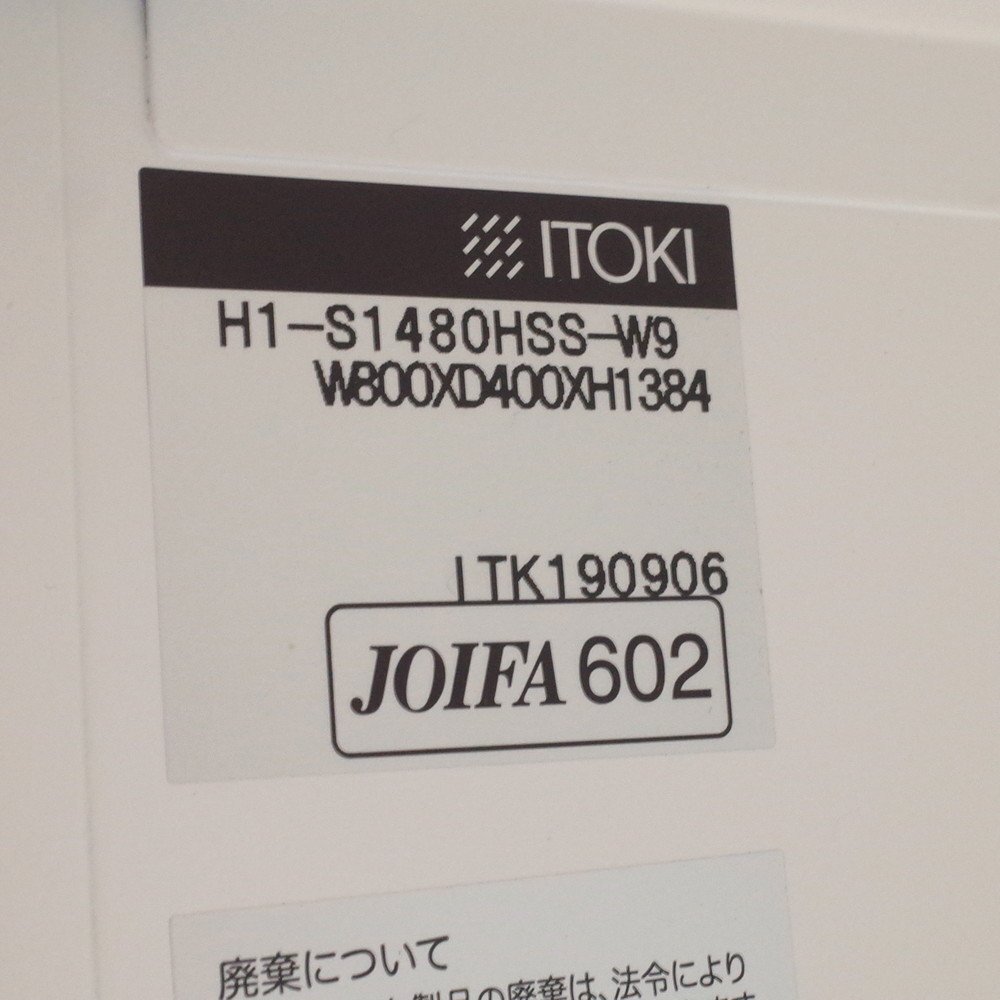 ITOKI
H1-S1480HSS-W9
W800XD400XH1384
ITK190906
JOIFA 602
廃棄について
製品の廃棄は、法令により